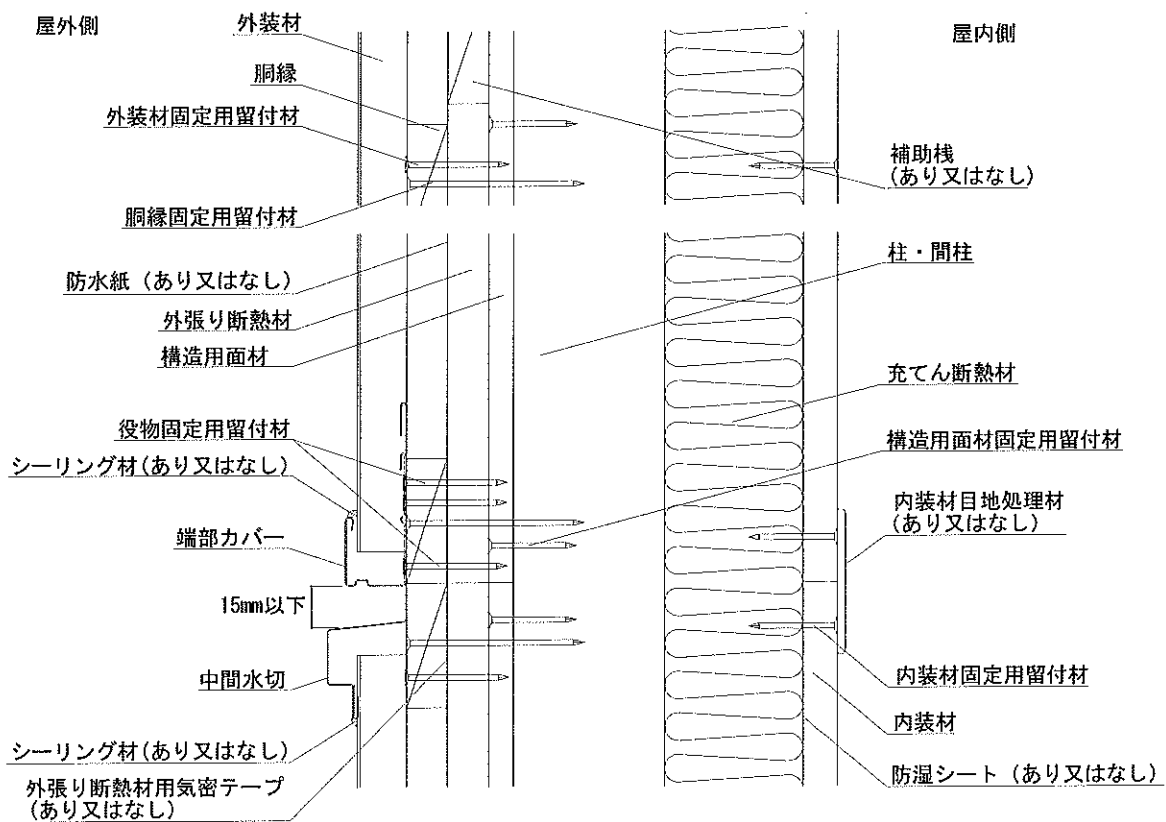 屋外側
外装材
胴縁
外装材固定用留付材
胴縁固定用留付材
防水紙（あり又はなし）
外張り断熱材
構造用面材
役物固定用留付材
シーリング材(あり又はなし)
端部カバー
15mm以下
中間水切
シーリング材(あり又はなし)
外張り断熱材用気密テープ
(あり又はなし)
屋内側
補助桟
(あり又はなし)
柱・間柱
充てん断熱材
構造用面材固定用留付材
内装材目地処理材
(あり又はなし)
内装材固定用留付材
内装材
防湿シート（あり又はなし）